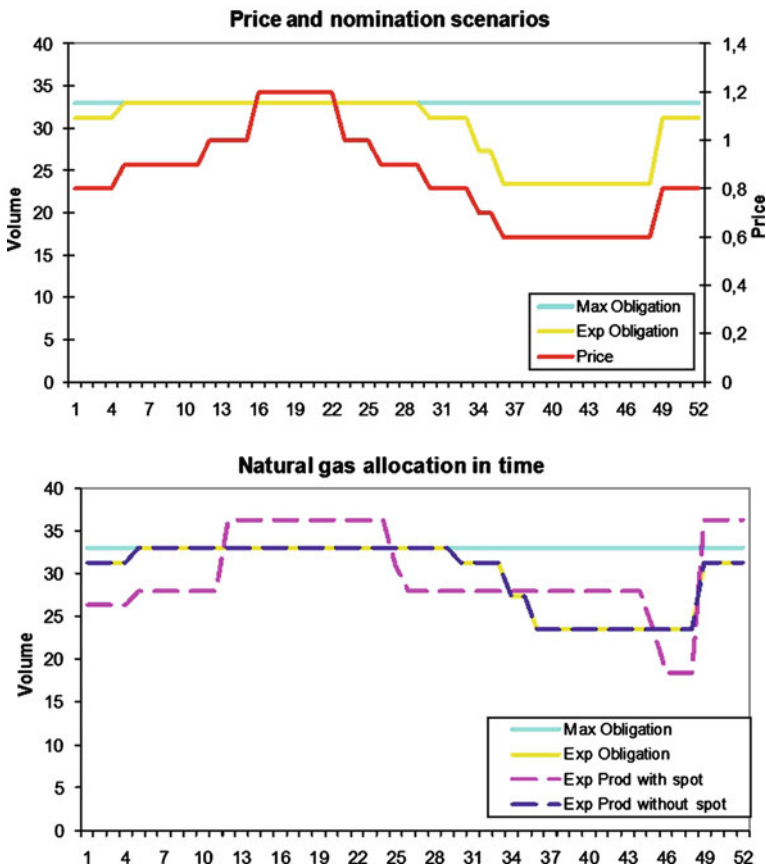 Price and nomination scenarios
40 1,4
35 1,2
30 1
25 0,8
20 0,6
15 0,4
10 0,2
5
0 0
Volume
Price
Max Obligation
Exp Obligation
Price
1 4 7 10 13 16 19 22 25 28 31 34 37 40 43 46 49 52
Natural gas allocation in time
40
35
30
25
20
15
10
5
0
Volume
Max Obligation
Exp Obligation
Exp Prod with spot
Exp Prod without spot
1 4 7 10 13 16 19 22 25 28 31 34 37 40 43 46 49 52